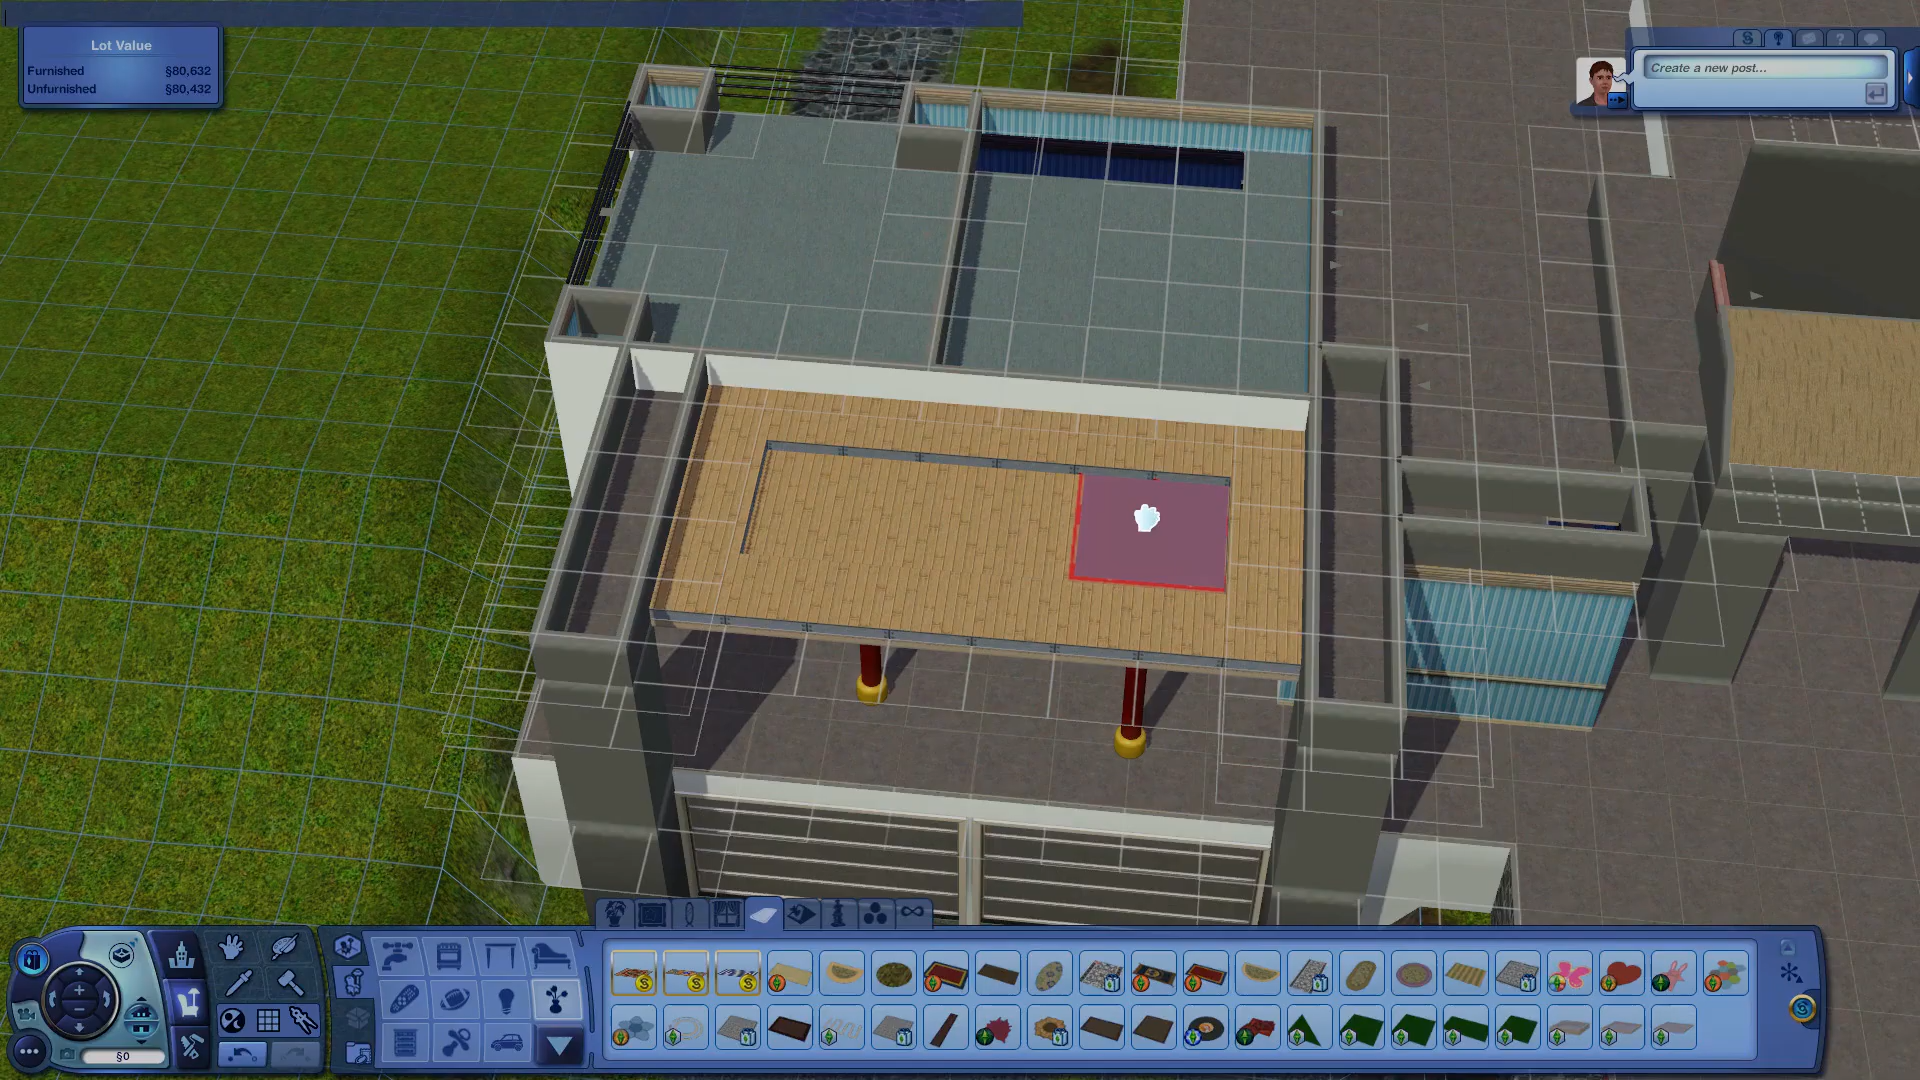 Lot Value
Furnished §80,632
Unfurnished §80,432
Create a new post...
§0